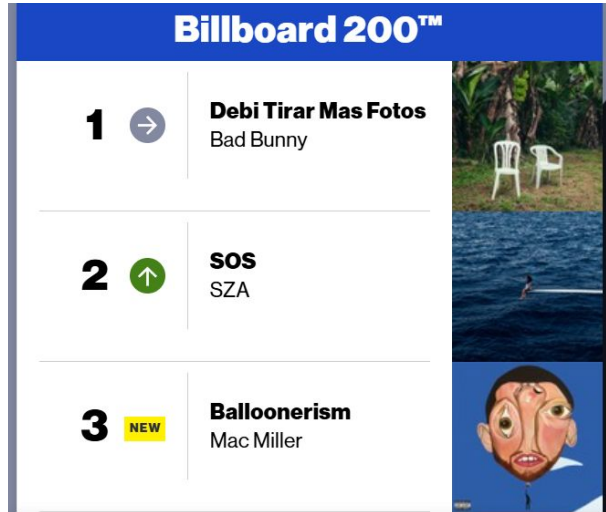 Billboard 200™
1
Debi Tirar Mas Fotos
Bad Bunny
2
SOS
SZA
3
NEW
Balloonerism
Mac Miller